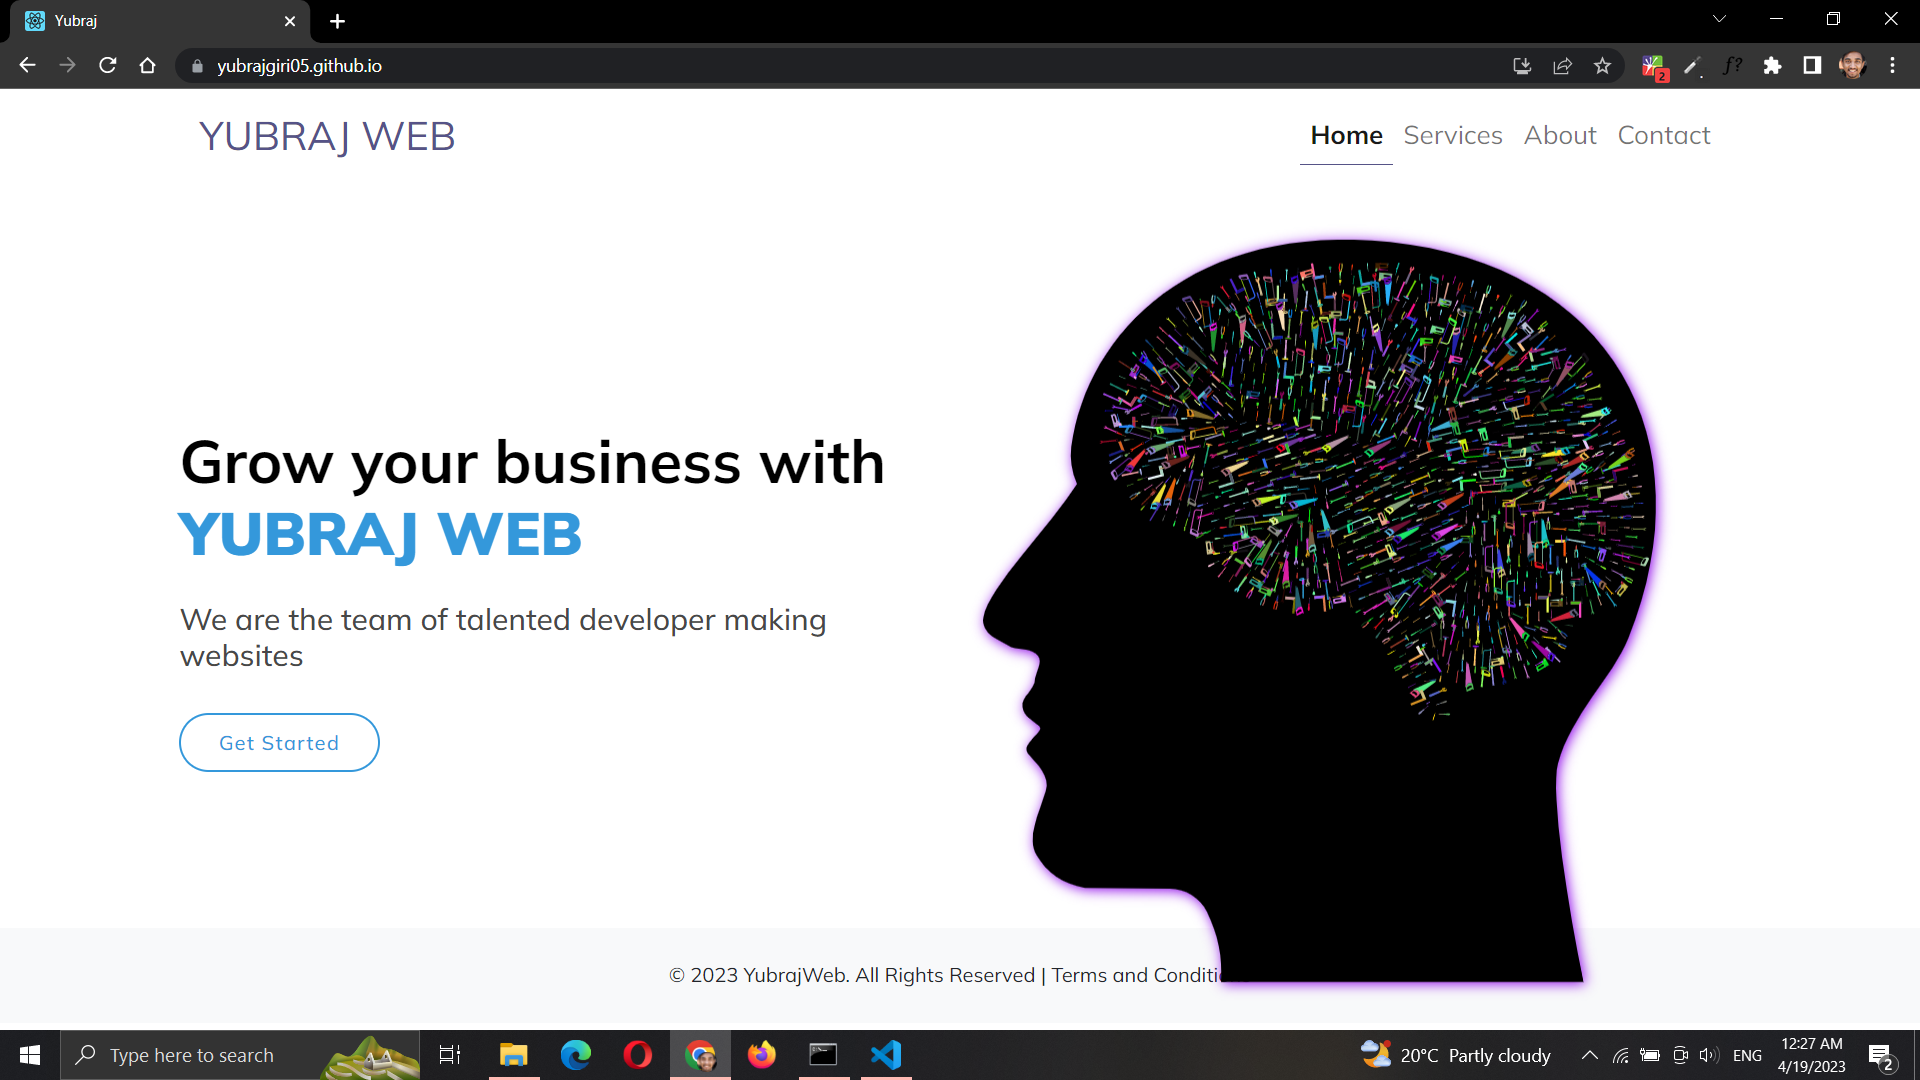 Yubraj
yubrajgiri05.github.io
2
f?
YUBRAJ WEB
Home Services About Contact
Grow your business with
YUBRAJ WEB
We are the team of talented developer making
websites
Get Started
© 2023 YubrajWeb. All Rights Reserved | Terms and
Type here to search
20°C Partly cloudy
ENG
12:27 AM
4/19/2023
2